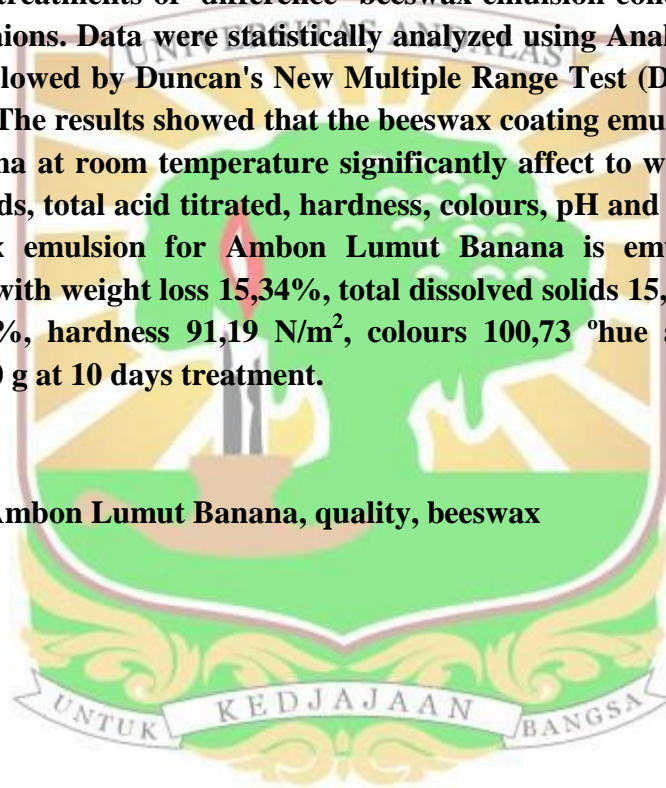 treatments of difference beeswax emulsion con
ions. Data were statistically analyzed using Anal
UNIVERSITAS ANDALAS
lowed by Duncan's New Multiple Range Test (D
The results showed that the beeswax coating emu
na at room temperature significantly affect to w
ds, total acid titrated, hardness, colours, pH and
k emulsion for Ambon Lumut Banana is em
with weight loss 15,34%, total dissolved solids 15,
%, hardness 91,19 N/m², colours 100,73 ºhue a
g at 10 days treatment.
Ambon Lumut Banana, quality, beeswax
UNTUK KEDJAJAAN BANGSA